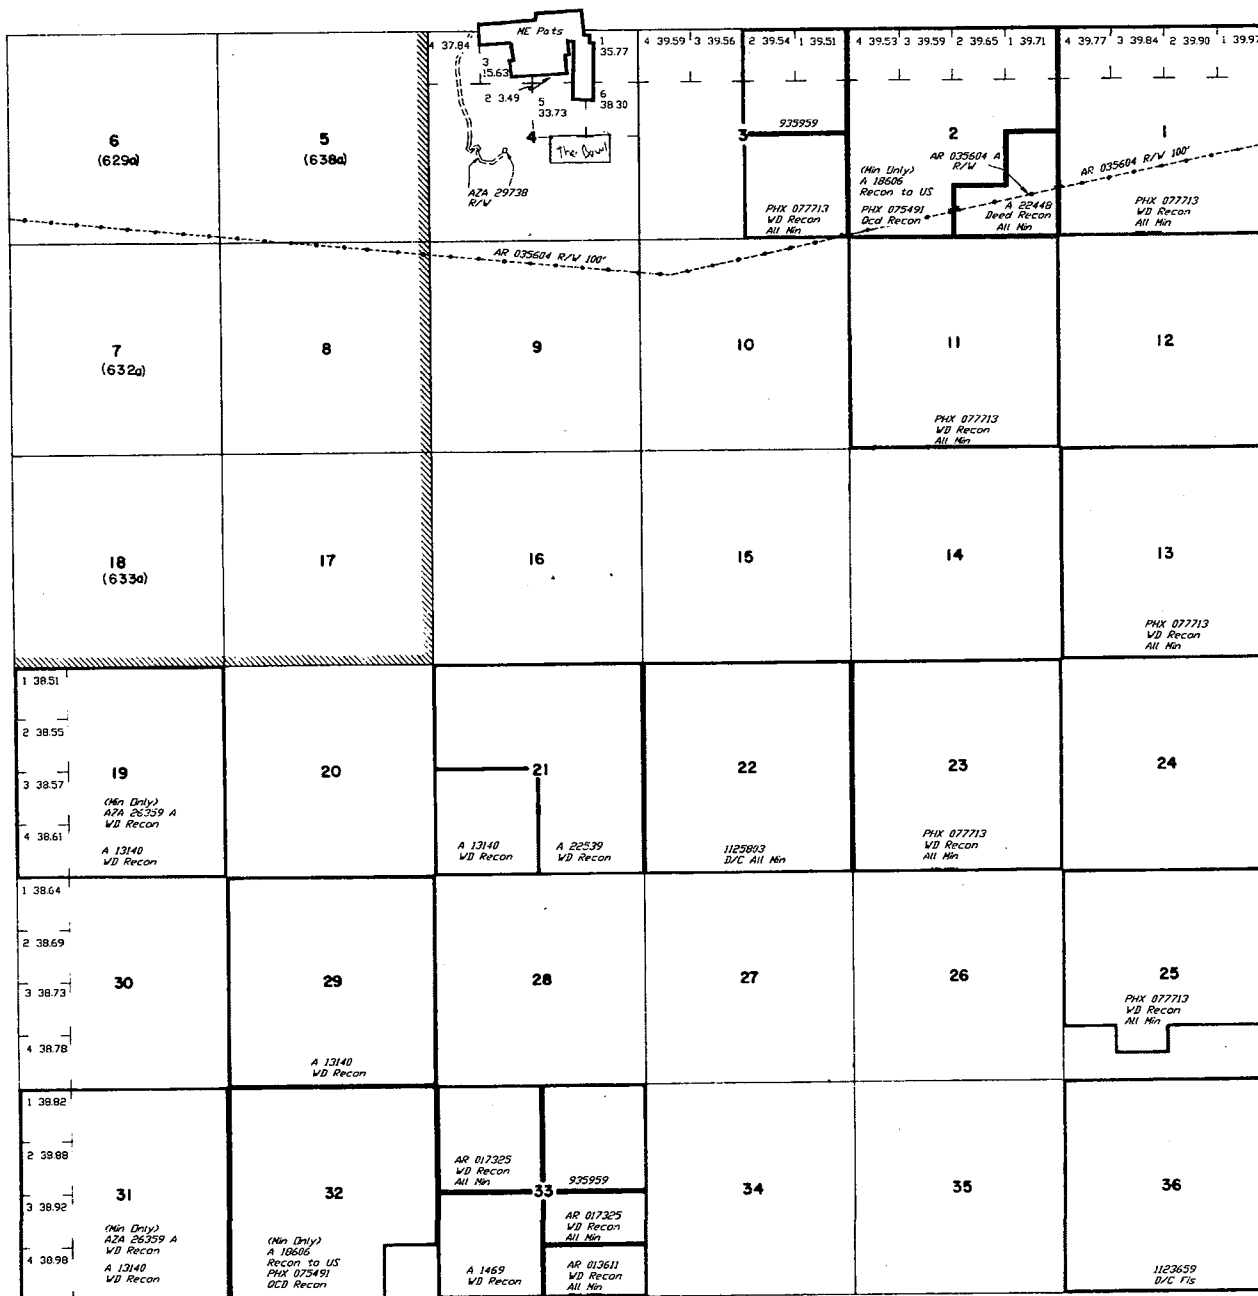 ME Pats
4 37.84
3
15.63
2 3.49
1
35.77
6
38.30
5
33.73
4 39.59 3 39.56 2 39.54 1 39.51
4 39.53 3 39.59 2 39.65 1 39.71
4 39.77 3 39.84 2 39.90 1 39.97
6
(629a)
5
(638a)
4
The Bowl
AZA 29738
R/W
3
935959
PHX 077713
WD Recon
All Min
2
(Min Only)
A 18606
Recon to US
PHX 075491
Qcd Recon
AR 035604 A
R/W
A 22448
Deed Recon
All Min
1
AR 035604 R/W 100'
PHX 077713
WD Recon
All Min
AR 035604 R/W 100'
7
(632a)
8
9
10
11
PHX 077713
WD Recon
All Min
12
18
(633a)
17
16
15
14
13
PHX 077713
WD Recon
All Min
1 38.51
2 38.55
3 38.57
4 38.61
19
(Min Only)
AZA 26359 A
WD Recon
A 13140
WD Recon
20
21
A 13140
WD Recon
A 22539
WD Recon
22
1125803
D/C All Min
23
PHX 077713
WD Recon
All Min
24
1 38.64
2 38.69
3 38.73
4 38.78
30
29
A 13140
WD Recon
28
27
26
25
PHX 077713
WD Recon
All Min
1 38.82
2 39.88
3 38.92
4 38.98
31
(Min Only)
AZA 26359 A
WD Recon
A 13140
WD Recon
32
(Min Only)
A 18606
Recon to US
PHX 075491
QCD Recon
AR 017325
WD Recon
All Min
33
935959
AR 017325
WD Recon
All Min
A 1469
WD Recon
AR 013611
WD Recon
All Min
34
35
36
1123659
D/C Fis